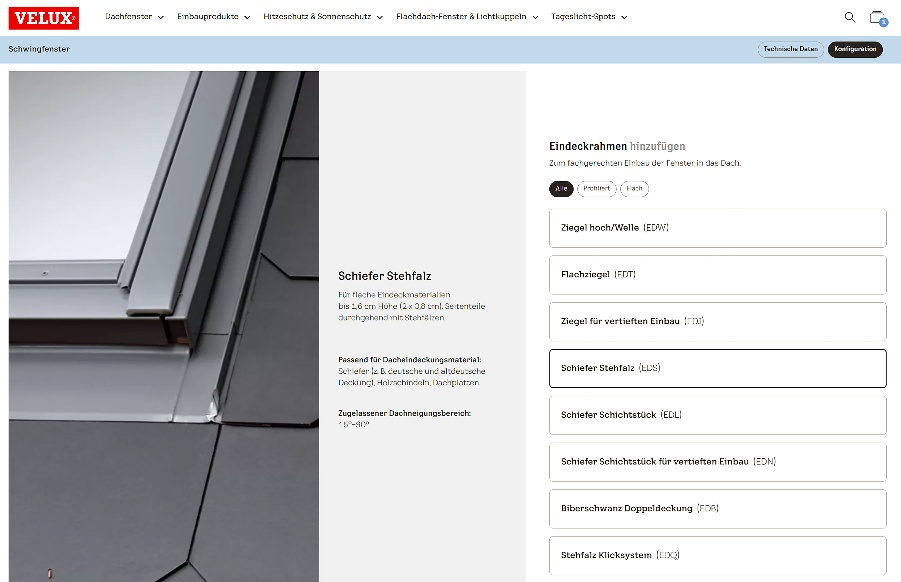 VELUX
Dachfenster
Einbauprodukte
Hitzeschutz & Sonnenschutz
Flachdach-Fenster & Lichtkuppeln
Tageslicht-Spots
Schwingfenster
Technische Daten
Konfiguration
Eindeckrahmen hinzufügen
Zum fachgerechten Einbau der Fenster in das Dach.
Alle
Profiliert
Flach
Ziegel hoch/Welle (EDW)
Flachziegel (EDT)
Ziegel für vertieften Einbau (EDJ)
Schiefer Stehfalz (EDS)
Schiefer Schichtstück (EDL)
Schiefer Schichtstück für vertieften Einbau (EDN)
Biberschwanz Doppeldeckung (EDB)
Stehfalz Klicksystem (EDQ)
Schiefer Stehfalz
Für flache Eindeckmaterialien
bis 1,6 cm Höhe (2 x 0,8 cm). Seitenteile
durchgehend mit Stehfalzen.
Passend für Dacheindeckungsmaterial:
Schiefer (z. B. deutsche und altdeutsche
Deckung), Holzschindeln, Dachplatten.
Zugelassener Dachneigungsbereich:
15°-90°